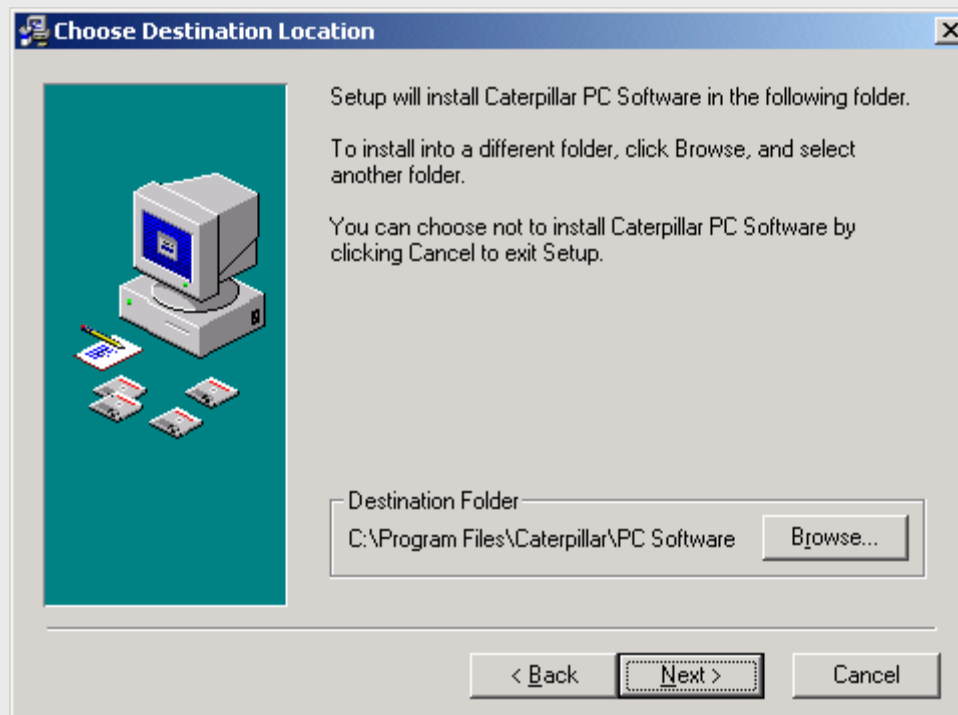 Choose Destination Location
Setup will install Caterpillar PC Software in the following folder.
To install into a different folder, click Browse, and select
another folder.
You can choose not to install Caterpillar PC Software by
clicking Cancel to exit Setup.
Destination Folder
C:\Program Files\Caterpillar\PC Software
Browse...
< Back
Next >
Cancel